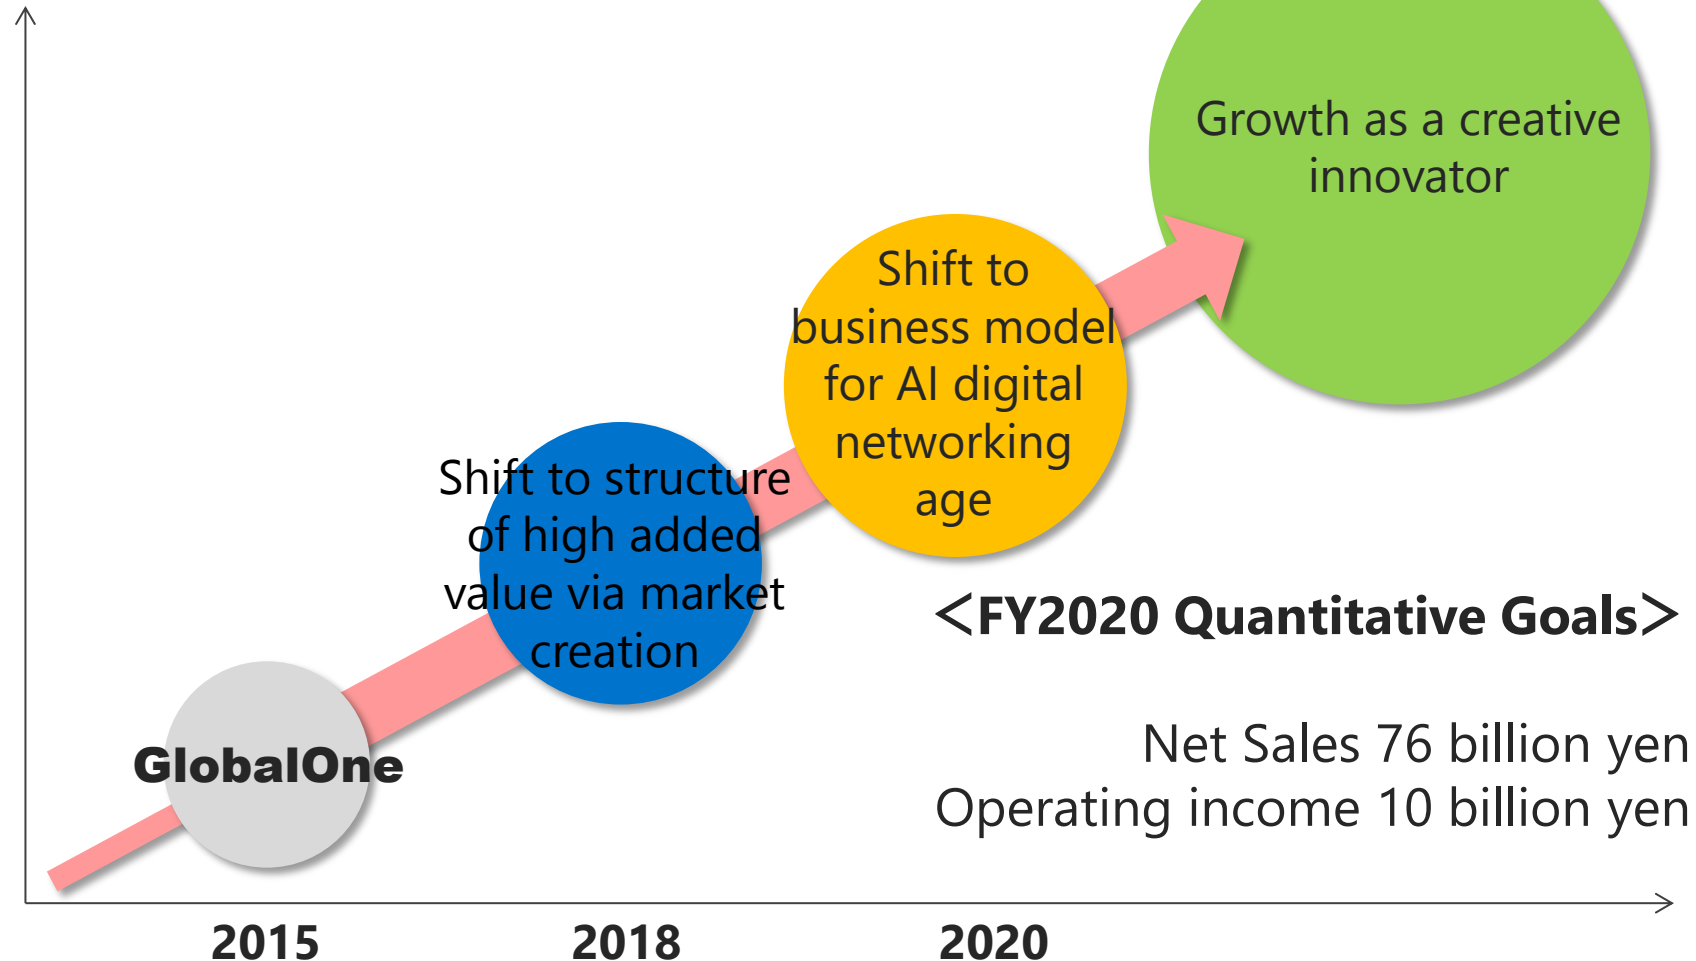 Growth as a creative
innovator
Shift to
business model
for AI digital
networking
age
Shift to structure
of high added
value via market
creation
GlobalOne
<FY2020 Quantitative Goals>
Net Sales 76 billion yen
Operating income 10 billion yen
2015
2018
2020